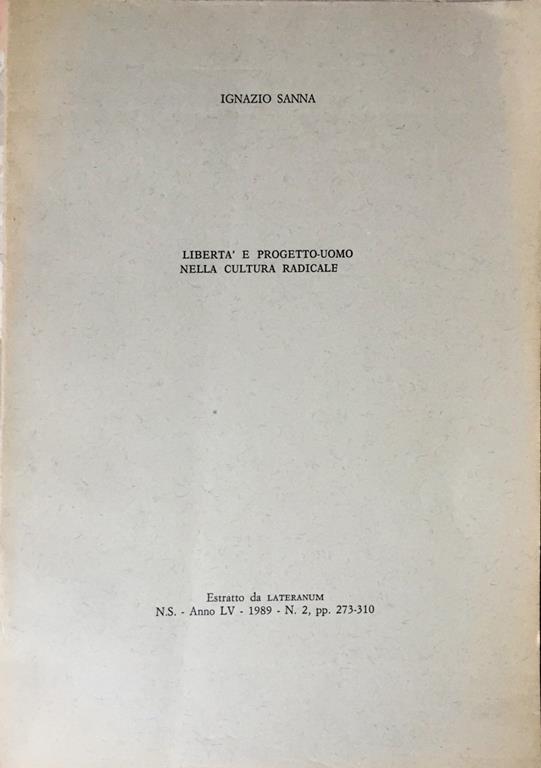 IGNAZIO SANNA
LIBERTA' E PROGETTO-UOMO
NELLA CULTURA RADICALE
Estratto da LATERANUM
N.S. - Anno LV - 1989 - N. 2, pp. 273-310